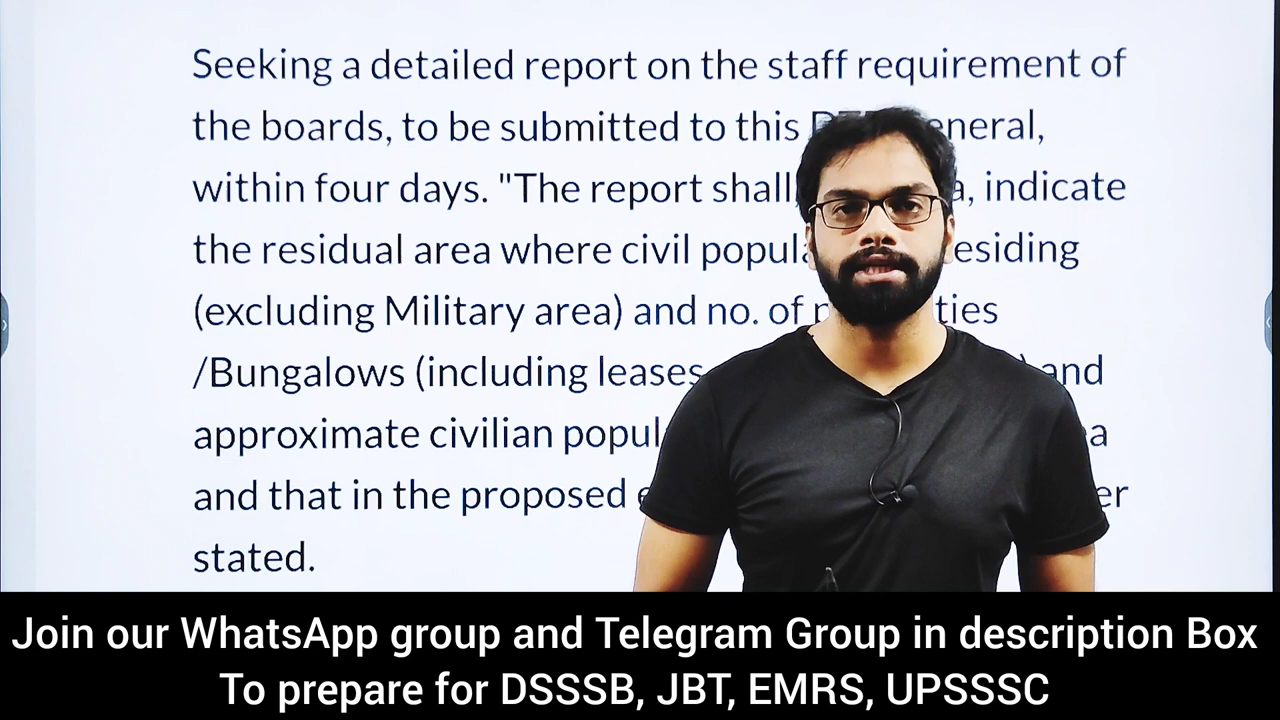 Seeking a detailed report on the staff requirement of
the boards, to be submitted to this
within four days. "The report shall, indicate
the residual area where civil
(excluding Military area) and no. of
/Bungalows (including leases and
approximate civilian
and that in the proposed
stated.
Join our WhatsApp group and Telegram Group in description Box
To prepare for DSSSB, JBT, EMRS, UPSSSC